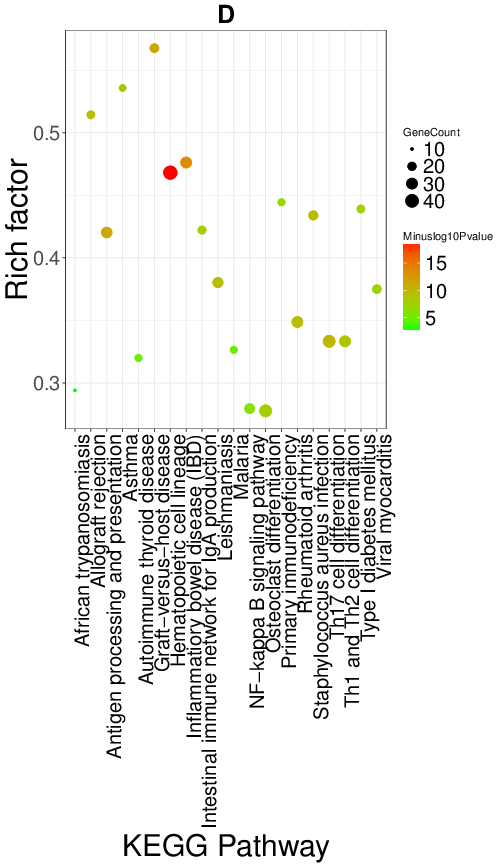 D
Rich factor
0.5
0.4
0.3
African trypanosomiasis
Allograft rejection
Antigen processing and presentation
Asthma
Autoimmune thyroid disease
Graft−versus−host disease
Hematopoietic cell lineage
Inflammatory bowel disease (IBD)
Intestinal immune network for IgA production
Leishmaniasis
Malaria
NF−kappa B signaling pathway
Osteoclast differentiation
Primary immunodeficiency
Rheumatoid arthritis
Staphylococcus aureus infection
Th17 cell differentiation
Th1 and Th2 cell differentiation
Type I diabetes mellitus
Viral myocarditis
KEGG Pathway
GeneCount
10
20
30
40
Minuslog10Pvalue
15
10
5